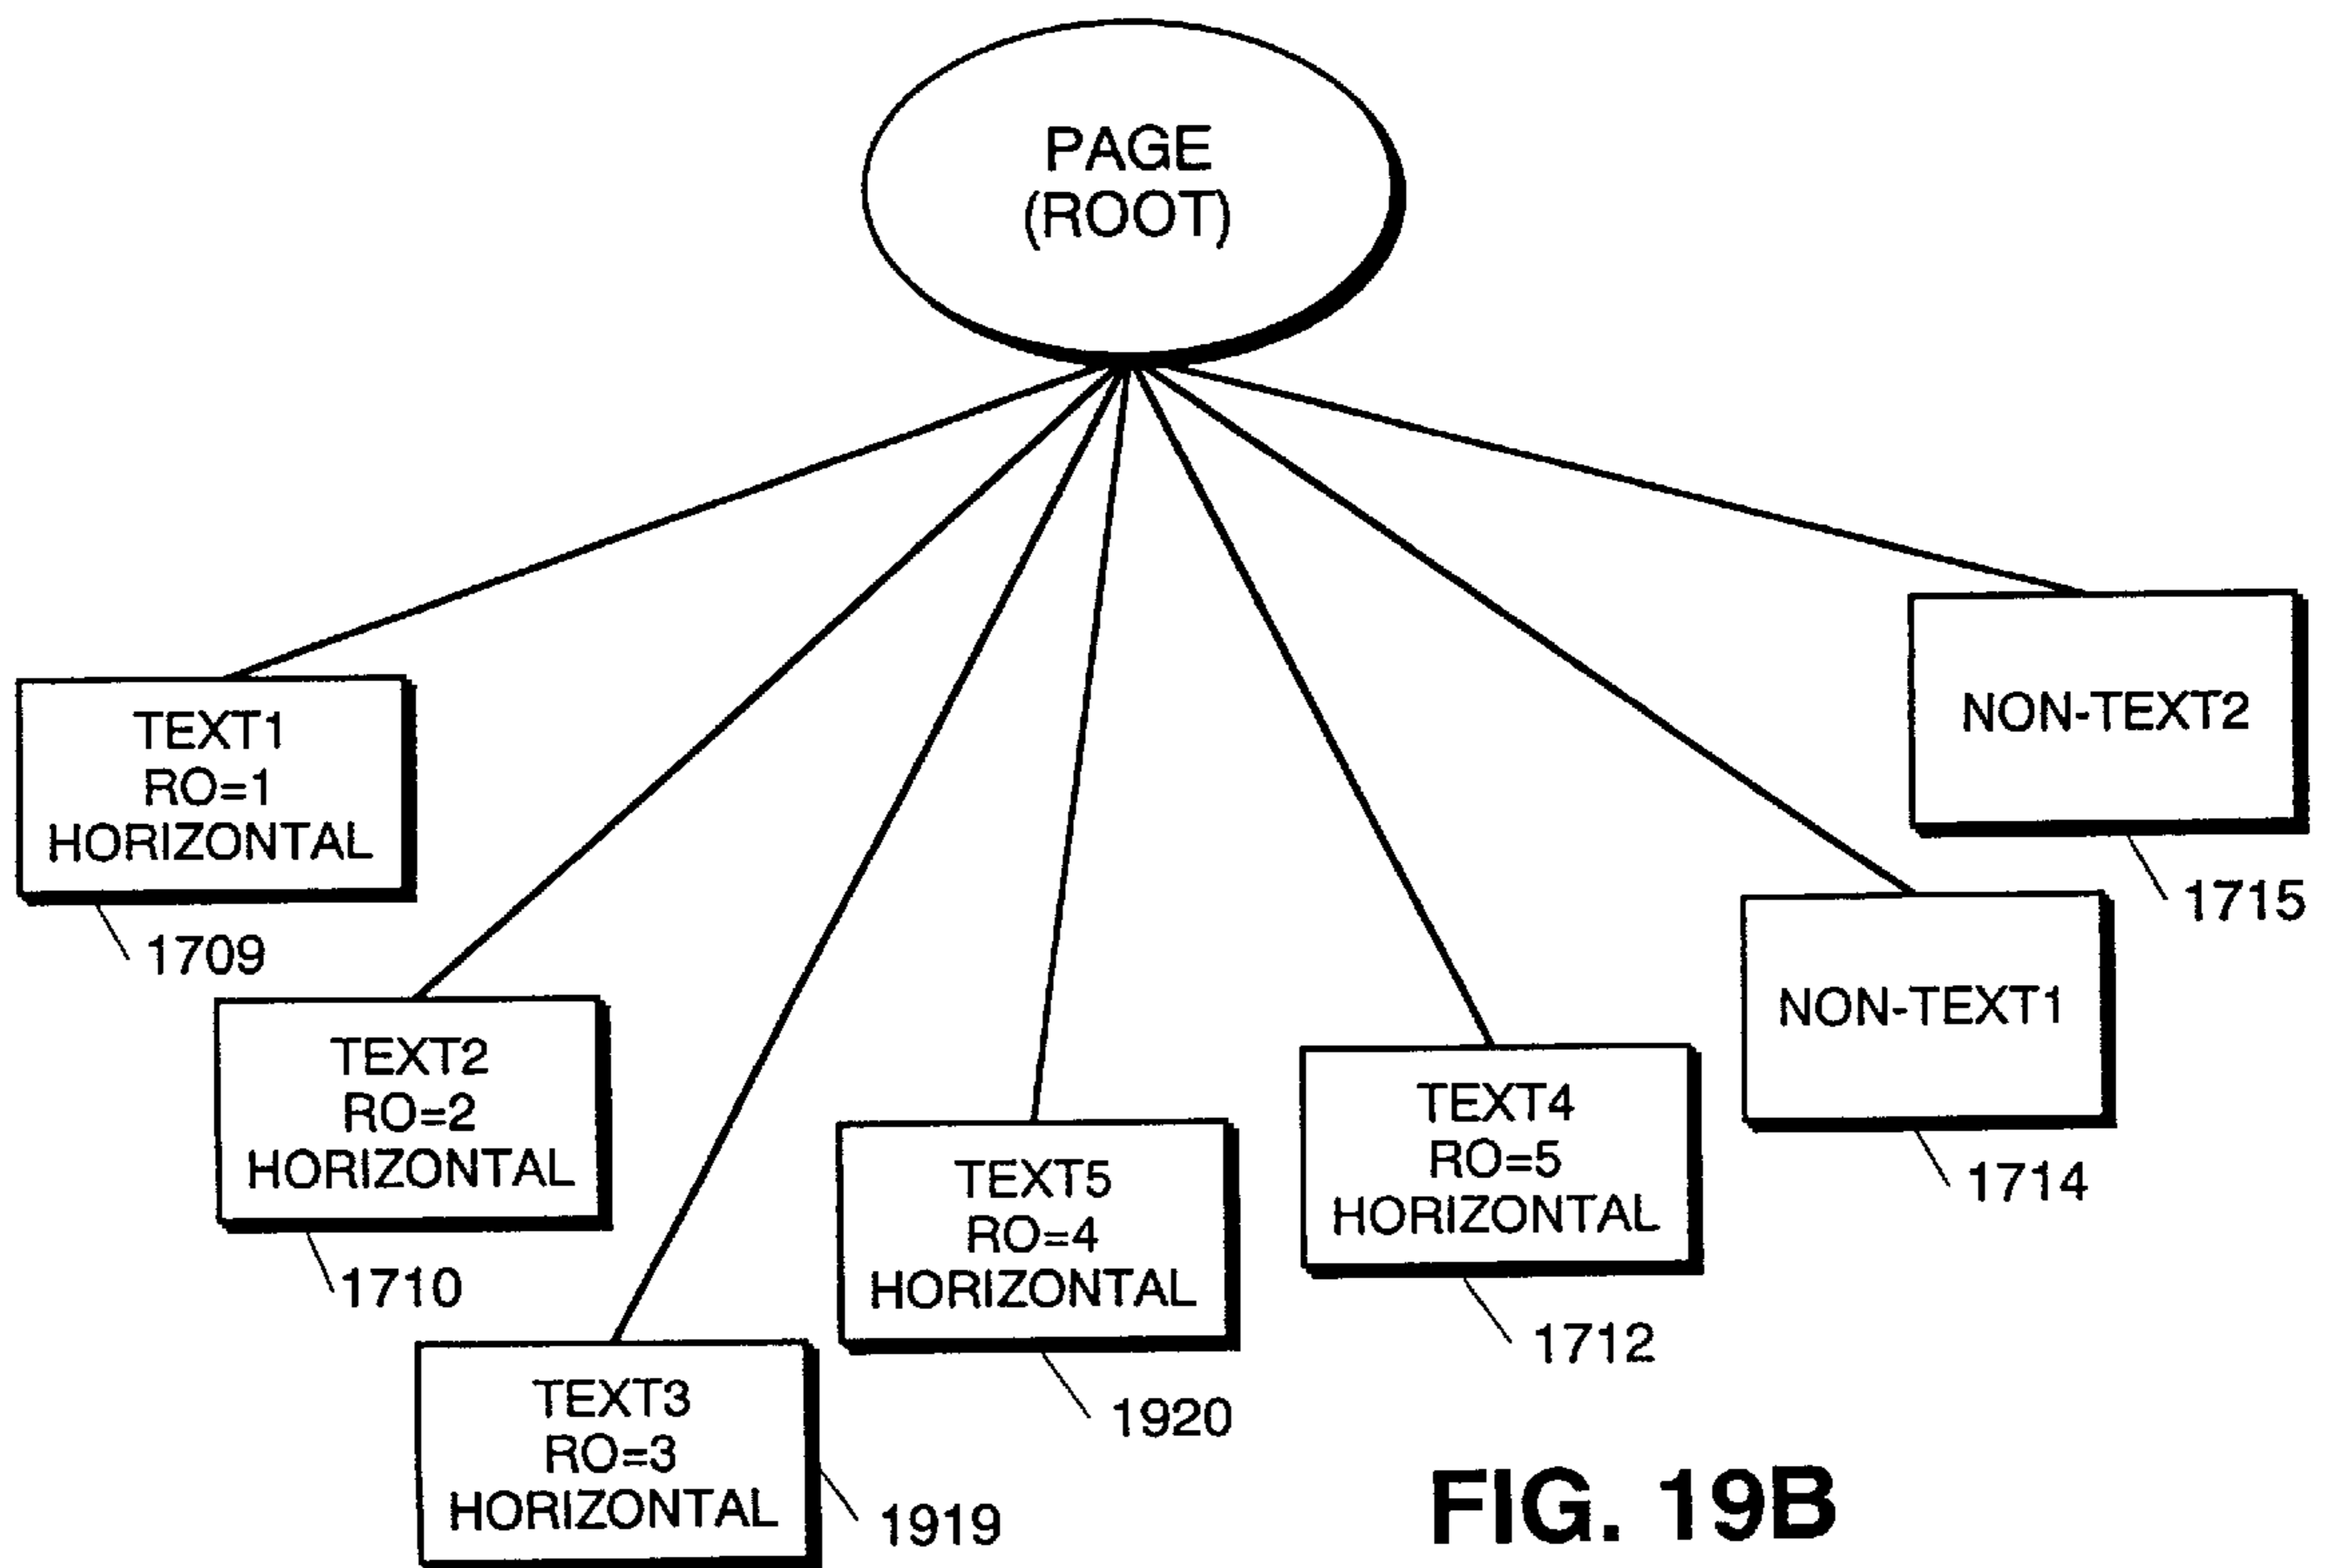 PAGE
(ROOT)
TEXT1
RO=1
HORIZONTAL
1709
TEXT2
RO=2
HORIZONTAL
1710
TEXT3
RO=3
HORIZONTAL
1919
TEXT5
RO=4
HORIZONTAL
1920
TEXT4
RO=5
HORIZONTAL
1712
NON-TEXT1
1714
NON-TEXT2
1715
FIG. 19B